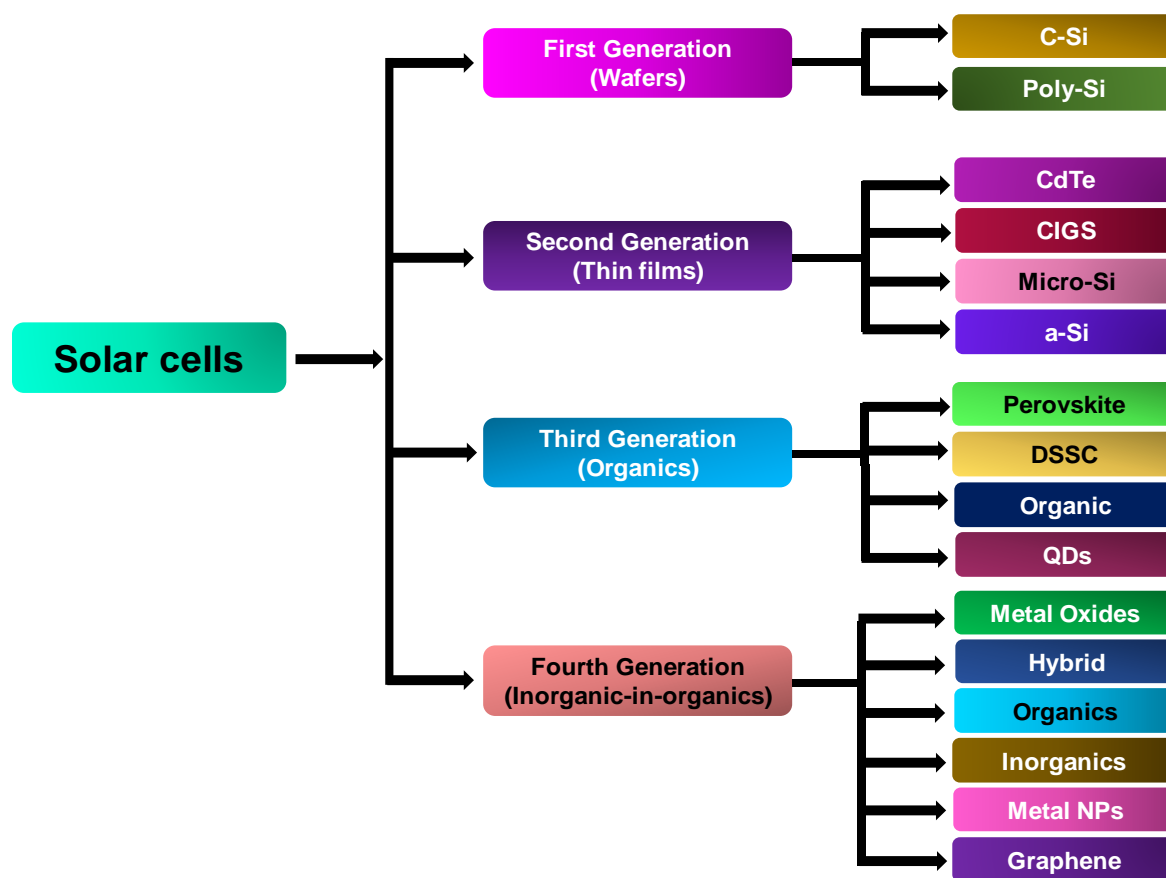 Solar cells
First Generation
(Wafers)
C-Si
Poly-Si
Second Generation
(Thin films)
CdTe
CIGS
Micro-Si
a-Si
Third Generation
(Organics)
Perovskite
DSSC
Organic
QDs
Fourth Generation
(Inorganic-in-organics)
Metal Oxides
Hybrid
Organics
Inorganics
Metal NPs
Graphene